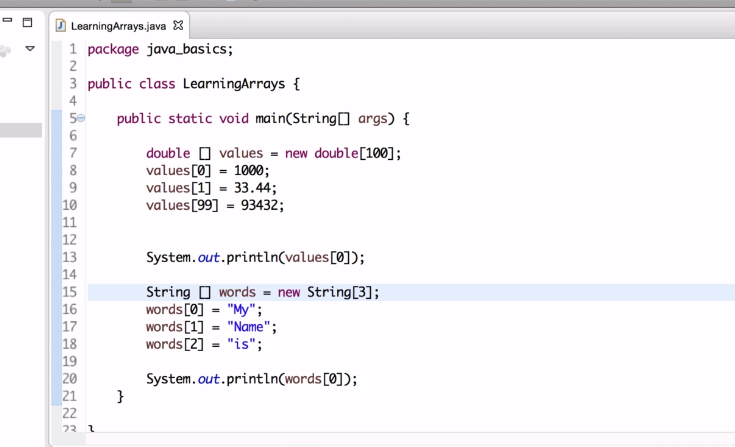 LearningArrays.java
1 package java_basics;
2
3 public class LearningArrays {
4
5 public static void main(String[] args) {
6
7 double [] values = new double[100];
8 values[0] = 1000;
9 values[1] = 33.44;
10 values[99] = 93432;
11
12
13 System.out.println(values[0]);
14
15 String [] words = new String[3];
16 words[0] = "My";
17 words[1] = "Name";
18 words[2] = "is";
19
20 System.out.println(words[0]);
21 }
22
23 }